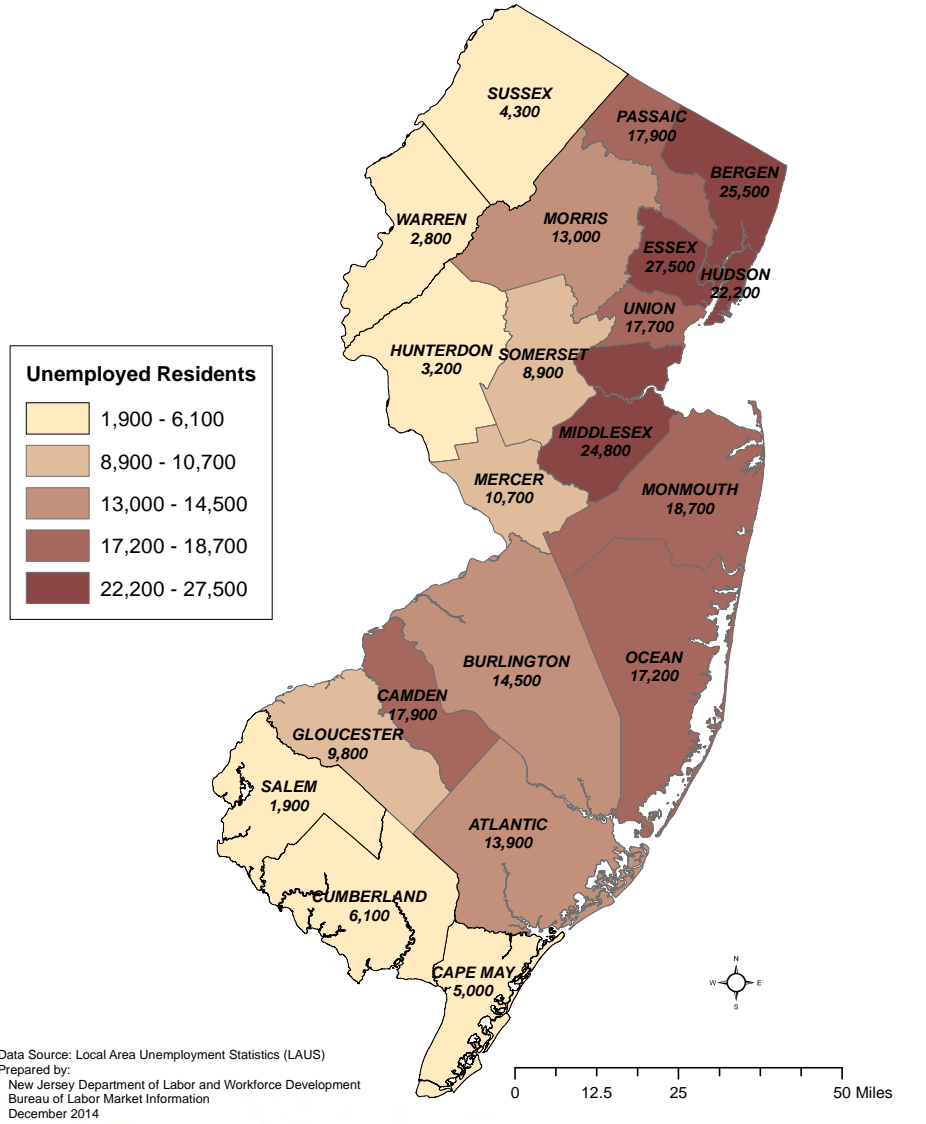 SUSSEX
4,300
PASSAIC
17,900
BERGEN
25,500
WARREN
2,800
MORRIS
13,000
ESSEX
27,500
HUDSON
22,200
UNION
17,700
HUNTERDON
3,200
SOMERSET
8,900
MIDDLESEX
24,800
MERCER
10,700
MONMOUTH
18,700
Unemployed Residents
1,900 - 6,100
8,900 - 10,700
13,000 - 14,500
17,200 - 18,700
22,200 - 27,500
BURLINGTON
14,500
OCEAN
17,200
CAMDEN
17,900
GLOUCESTER
9,800
SALEM
1,900
ATLANTIC
13,900
CUMBERLAND
6,100
CAPE MAY
5,000
N
W E
S
0 12.5 25 50 Miles
Data Source: Local Area Unemployment Statistics (LAUS)
Prepared by:
New Jersey Department of Labor and Workforce Development
Bureau of Labor Market Information
December 2014